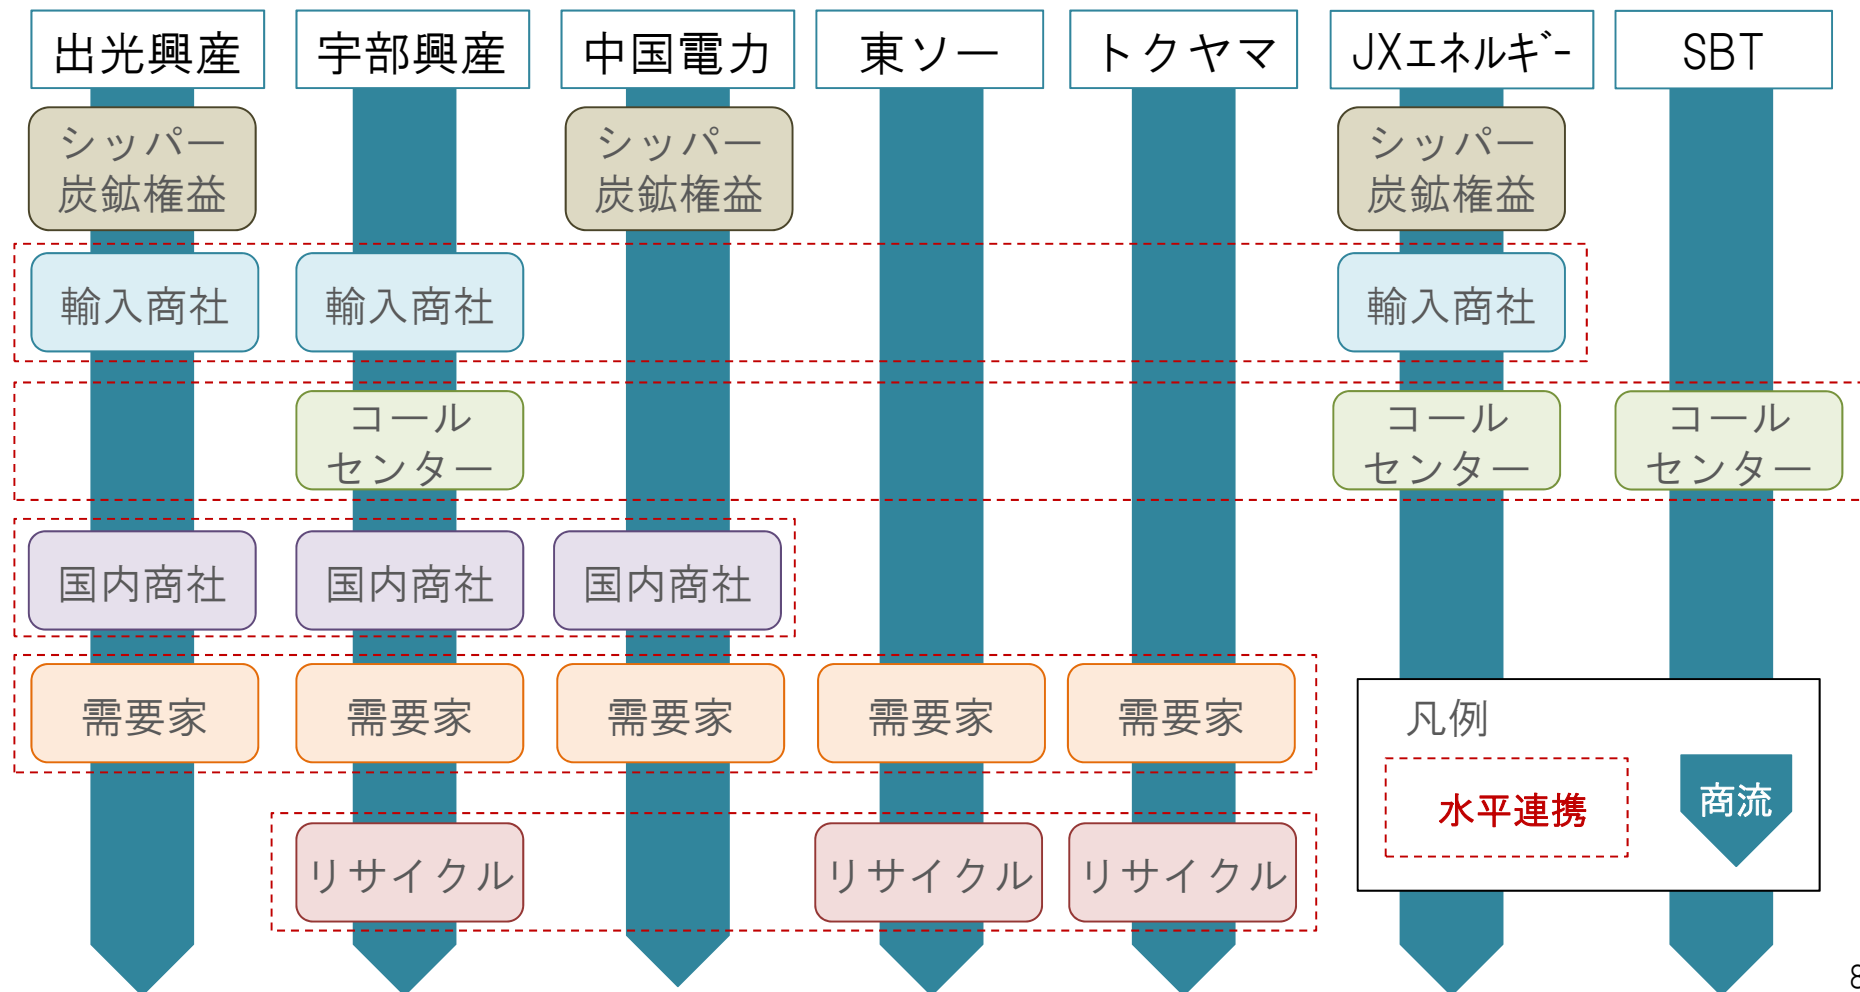 出光興産
宇部興産
中国電力
東ソー
トクヤマ
JXエネルギー
SBT
シッパー
炭鉱権益
シッパー
炭鉱権益
シッパー
炭鉱権益
輸入商社
輸入商社
輸入商社
コール
センター
コール
センター
コール
センター
国内商社
国内商社
国内商社
需要家
需要家
需要家
需要家
需要家
凡例
水平連携
商流
リサイクル
リサイクル
リサイクル
8